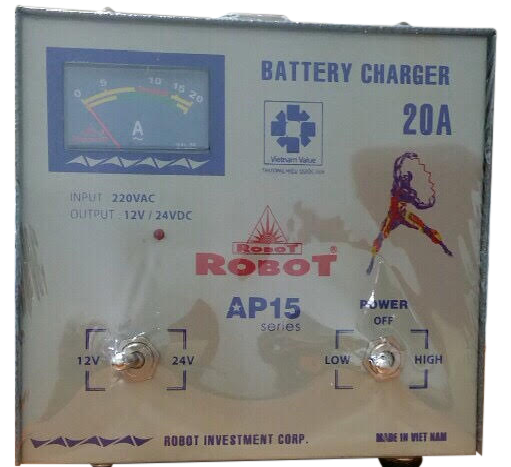 0 5 10 15 20
A
BATTERY CHARGER
20A
Vietnam Value
INPUT : 220VAC
OUTPUT : 12V / 24VDC
ROBOT
ROBOT®
AP15
series
POWER
OFF
12V 24V
LOW HIGH
ROBOT INVESTMENT CORP.
MADE IN VIET NAM